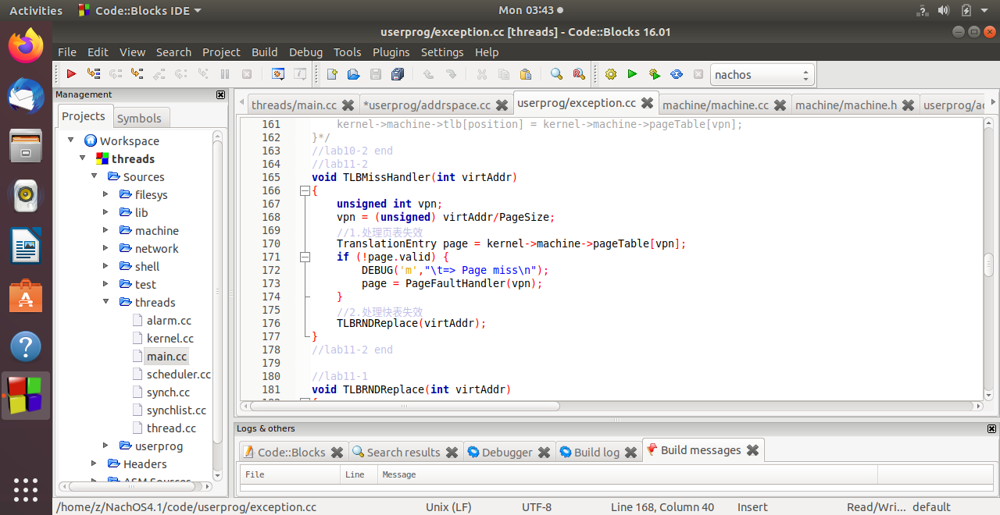 Activities
Code::Blocks IDE
Mon 03:43
userprog/exception.cc [threads] - Code::Blocks 16.01
File Edit View Search Project Build Debug Tools Plugins Settings Help
nachos
Management
Projects
Symbols
Workspace
threads
Sources
filesys
lib
machine
network
shell
test
threads
alarm.cc
kernel.cc
main.cc
scheduler.cc
synch.cc
synchlist.cc
thread.cc
userprog
Headers
ASM Sources
threads/main.cc
*userprog/addrspace.cc
userprog/exception.cc
machine/machine.cc
machine/machine.h
userprog/ac
161 kernel->machine->tlb[position] = kernel->machine->pageTable[vpn];
162 }*/
163 //lab10-2 end
164 //lab11-2
165 void TLBMissHandler(int virtAddr)
166 {
167 unsigned int vpn;
168 vpn = (unsigned) virtAddr/PageSize;
169 //1.处理页表失效
170 TranslationEntry page = kernel->machine->pageTable[vpn];
171 if (!page.valid) {
172 DEBUG('m',"\t=> Page miss\n");
173 page = PageFaultHandler(vpn);
174 }
175 //2.处理快表失效
176 TLBRNDReplace(virtAddr);
177 }
178 //lab11-2 end
179
180 //lab11-1
181 void TLBRNDReplace(int virtAddr)
182 {
Logs & others
Code::Blocks
Search results
Debugger
Build log
Build messages
File Line Message
/home/z/NachOS4.1/code/userprog/exception.cc Unix (LF) UTF-8 Line 168, Column 40 Insert Read/Wri... default